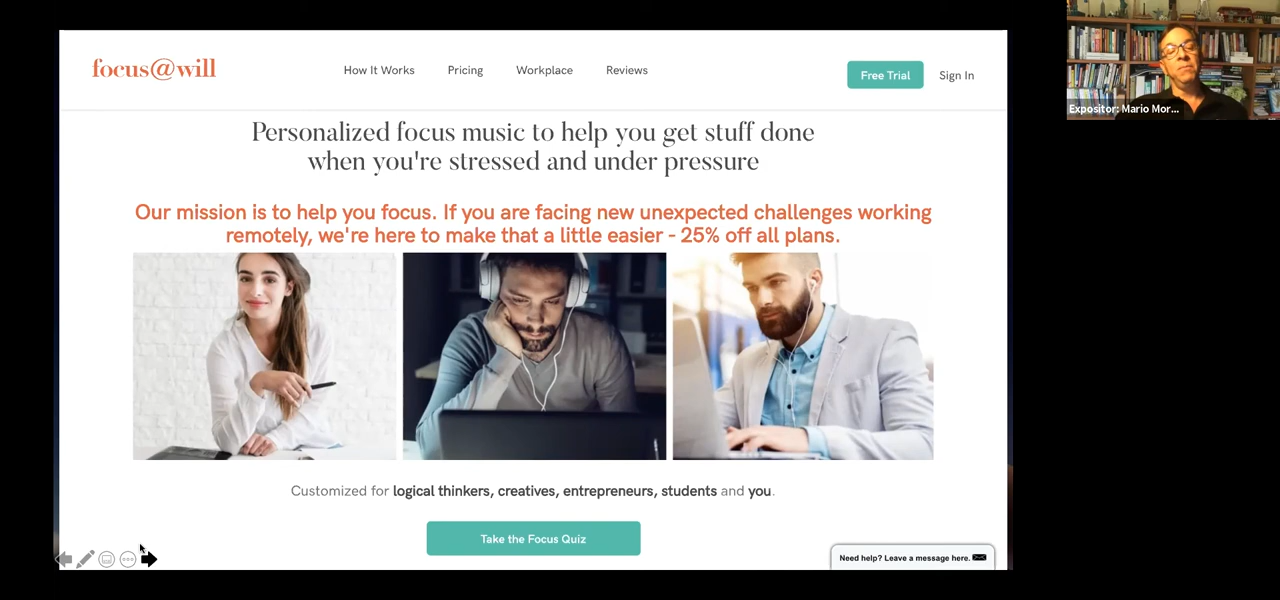 focus@will
How It Works
Pricing
Workplace
Reviews
Free Trial
Sign In
Expositor: Mario Mor...
Personalized focus music to help you get stuff done
when you're stressed and under pressure
Our mission is to help you focus. If you are facing new unexpected challenges working
remotely, we're here to make that a little easier - 25% off all plans.
Customized for logical thinkers, creatives, entrepreneurs, students and you.
Take the Focus Quiz
Need help? Leave a message here.